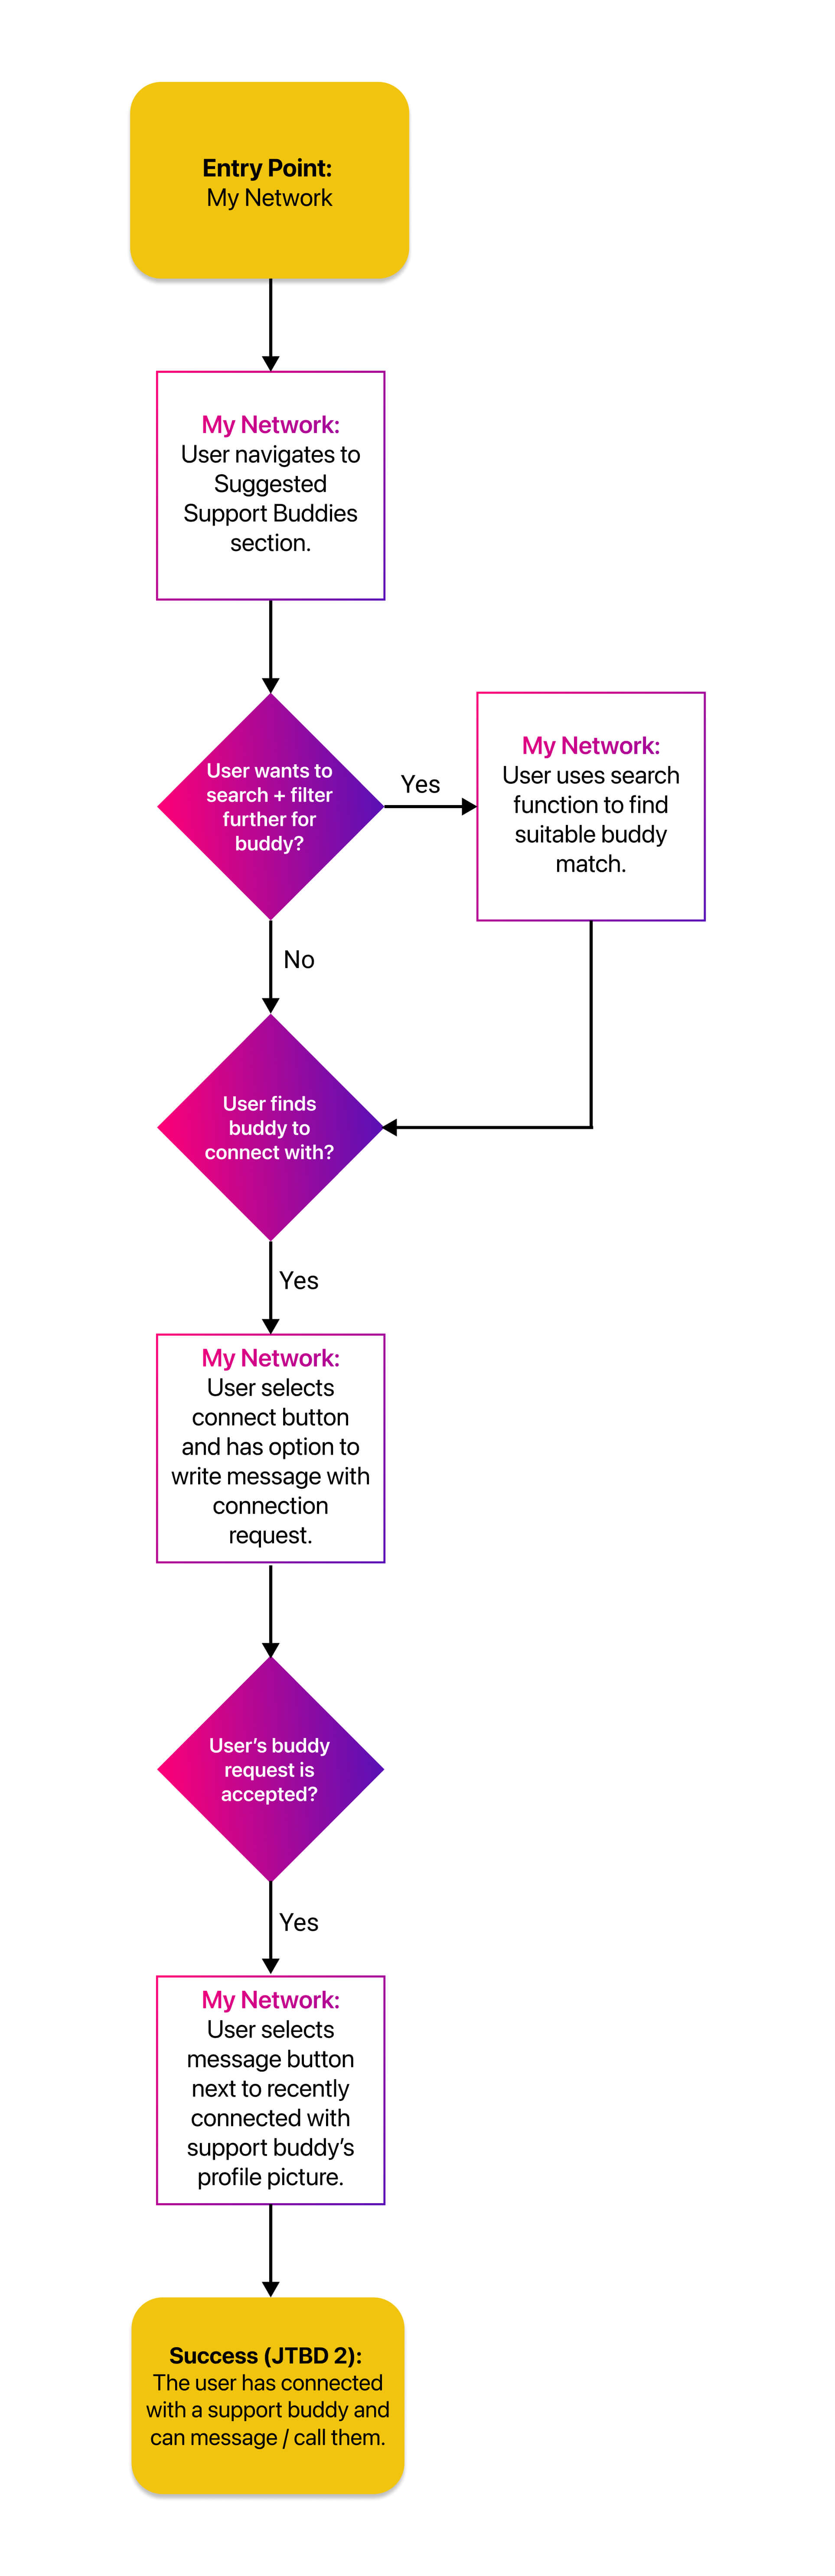 Entry Point:
My Network
My Network:
User navigates to
Suggested
Support Buddies
section.
User wants to
search + filter
further for
buddy?
Yes
My Network:
User uses search
function to find
suitable buddy
match.
No
User finds
buddy to
connect with?
Yes
My Network:
User selects
connect button
and has option to
write message with
connection
request.
User’s buddy
request is
accepted?
Yes
My Network:
User selects
message button
next to recently
connected with
support buddy’s
profile picture.
Success (JTBD 2):
The user has connected
with a support buddy and
can message / call them.